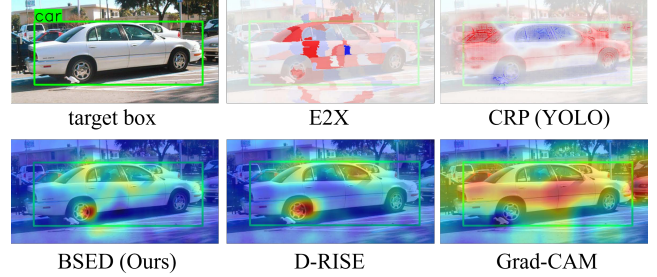 car
target box
E2X
CRP (YOLO)
BSED (Ours)
D-RISE
Grad-CAM